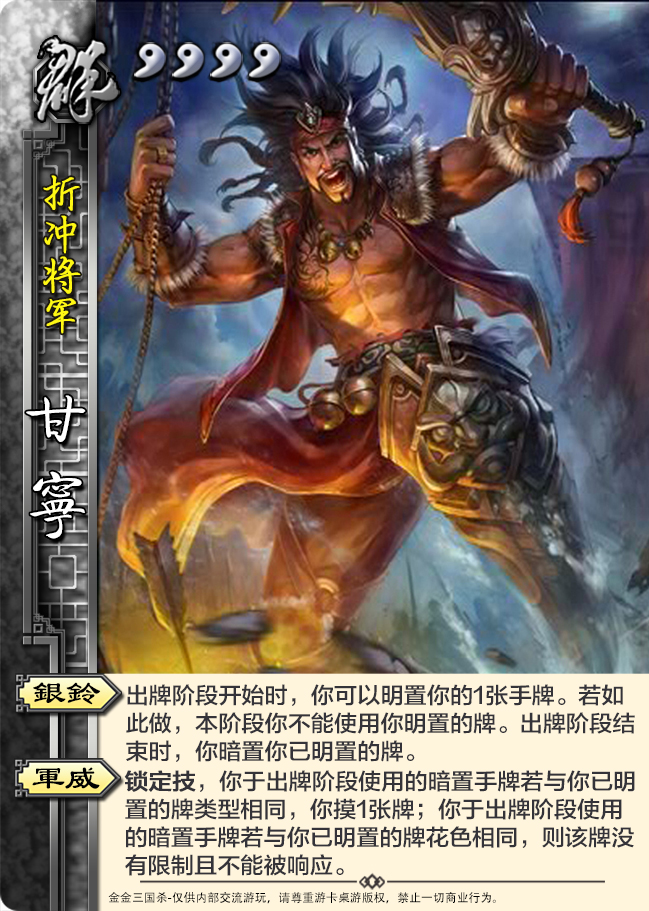 群
折冲将军
甘寧
銀鈴
出牌阶段开始时，你可以明置你的1张手牌。若如
此做，本阶段你不能使用你明置的牌。出牌阶段结
束时，你暗置你已明置的牌。
軍威
锁定技，你于出牌阶段使用的暗置手牌若与你已明
置的牌类型相同，你摸1张牌；你于出牌阶段使用
的暗置手牌若与你已明置的牌花色相同，则该牌没
有限制且不能被响应。
金金三国杀-仅供内部交流游玩，请尊重游卡桌游版权，禁止一切商业行为。